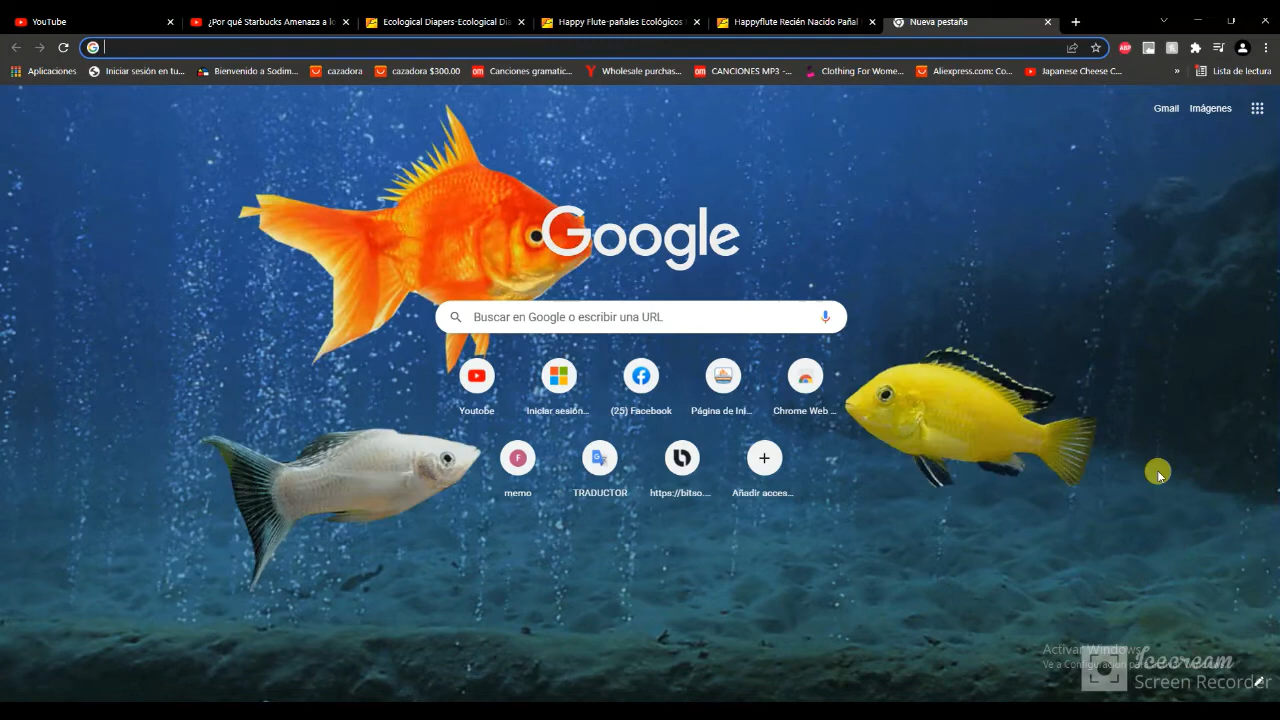 YouTube
¿Por qué Starbucks Amenaza a lo
Ecological Diapers-Ecological Dia
Happy Flute-pañales Ecológicos
Happyflute Recién Nacido Pañal
Nueva pestaña
Aplicaciones
Iniciar sesión en tu...
Bienvenido a Sodim...
cazadora
cazadora $300.00
Canciones gramatic...
Wholesale purchas...
CANCIONES MP3 -...
Clothing For Wome...
Aliexpress.com: Co...
Japanese Cheese C...
»
Lista de lectura
Gmail
Imágenes
Google
Buscar en Google o escribir una URL
Youtobe
Iniciar sesión...
(25) Facebook
Página de Ini...
Chrome Web ...
F
memo
TRADUCTOR
https://bitso....
Añadir acces...
Activar Windows
Ve a Configuración
Icecream
Screen Recorder